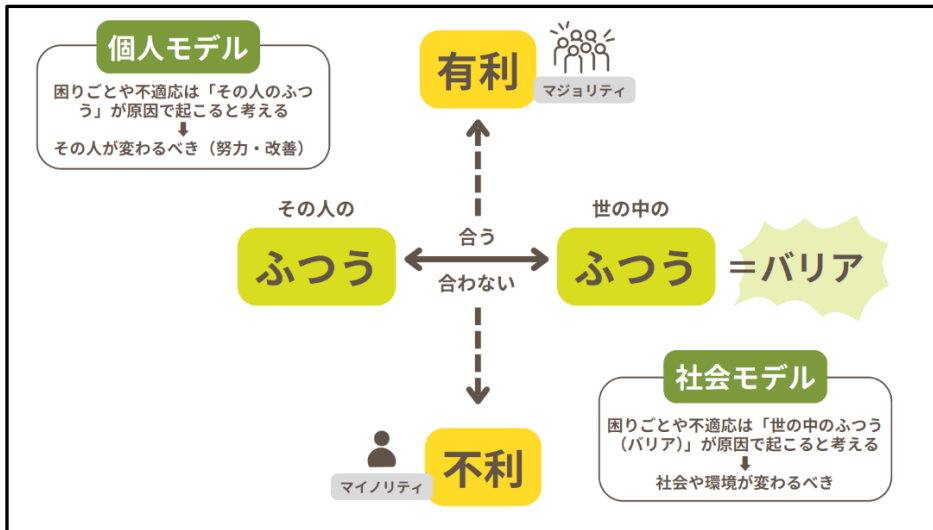 個人モデル
困りごとや不適応は「その人のふつ
う」が原因で起こると考える
その人が変わるべき（努力・改善）
有利
マジョリティ
その人の
ふつう
合う
合わない
世の中の
ふつう
＝バリア
社会モデル
困りごとや不適応は「世の中のふつう
（バリア）」が原因で起こると考える
社会や環境が変わるべき
マイノリティ
不利